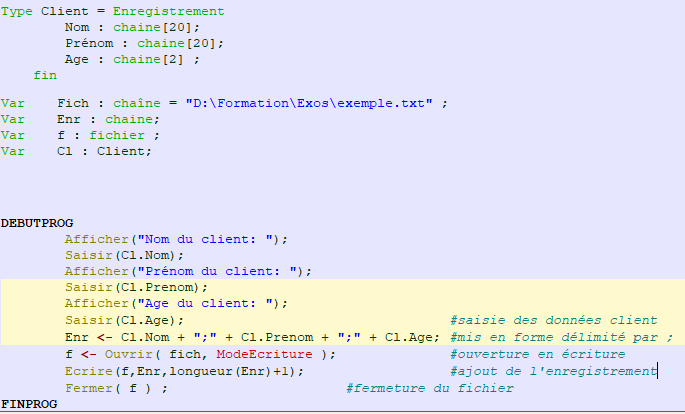 Type Client = Enregistrement
Nom : chaine[20];
Prénom : chaine[20];
Age : chaine[2] ;
fin
Var Fich : chaîne = "D:\Formation\Exos\exemple.txt" ;
Var Enr : chaine;
Var f : fichier ;
Var Cl : Client;
DEBUTPROG
Afficher("Nom du client: ");
Saisir(Cl.Nom);
Afficher("Prénom du client: ");
Saisir(Cl.Prenom);
Afficher("Age du client: ");
Saisir(Cl.Age); #saisie des données client
Enr <- Cl.Nom + ";" + Cl.Prenom + ";" + Cl.Age; #mis en forme délimité par ;
f <- Ouvrir( fich, ModeEcriture ); #ouverture en écriture
Ecrire(f,Enr,longueur(Enr)+1); #ajout de l'enregistrement
Fermer( f ) ; #fermeture du fichier
FINPROG